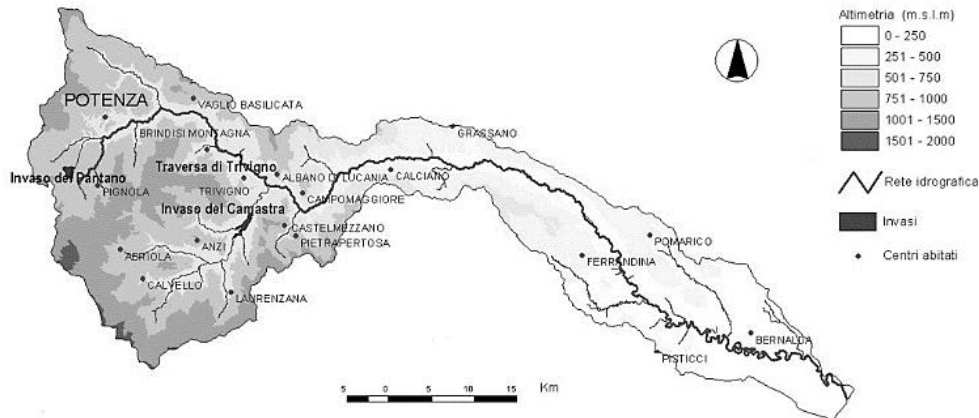 Altimetria (m.s.l.m)
0 - 250
251 - 500
501 - 750
751 - 1000
1001 - 1500
1501 - 2000
Rete idrografica
Invasi
Centri abitati
POTENZA
VAGLIO BASILICATA
BRINDISI MONTAGNA
GRASSANO
Traversa di Trivigno
Invaso del Pantano
PIGNOLA
TRIVIGNO
ALBANO DI LUCANIA
CALCIANO
CAMPOMAGGIORE
Invaso del Camastra
CASTELMEZZANO
PIETRAPERTOSA
ANZI
ABRIOLA
CALVELLO
LAURENZANA
POMARICO
FERRANDINA
BERNALDA
PISTICCI
5 0 5 10 15 Km